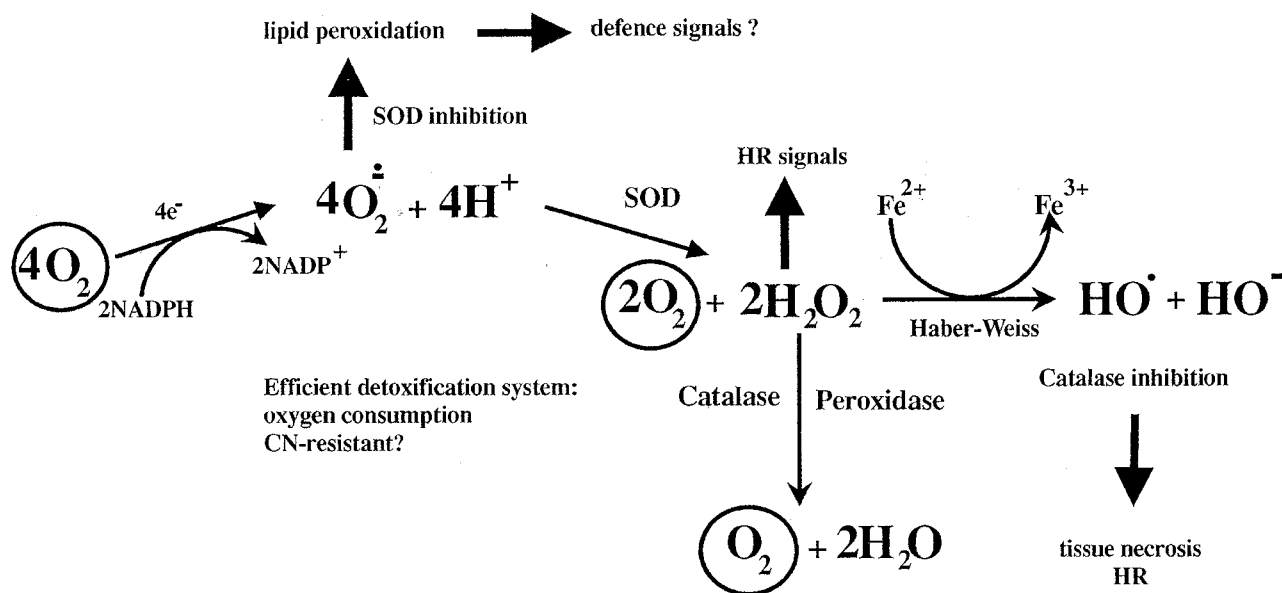 lipid peroxidation
defence signals ?
SOD inhibition
HR signals
4O₂
4e⁻
2NADPH
2NADP⁺
4O₂•⁻ + 4H⁺
SOD
2O₂ + 2H₂O₂
Fe²⁺
Fe³⁺
Haber-Weiss
HO• + HO⁻
Efficient detoxification system:
oxygen consumption
CN-resistant?
Catalase
Peroxidase
Catalase inhibition
O₂ + 2H₂O
tissue necrosis
HR